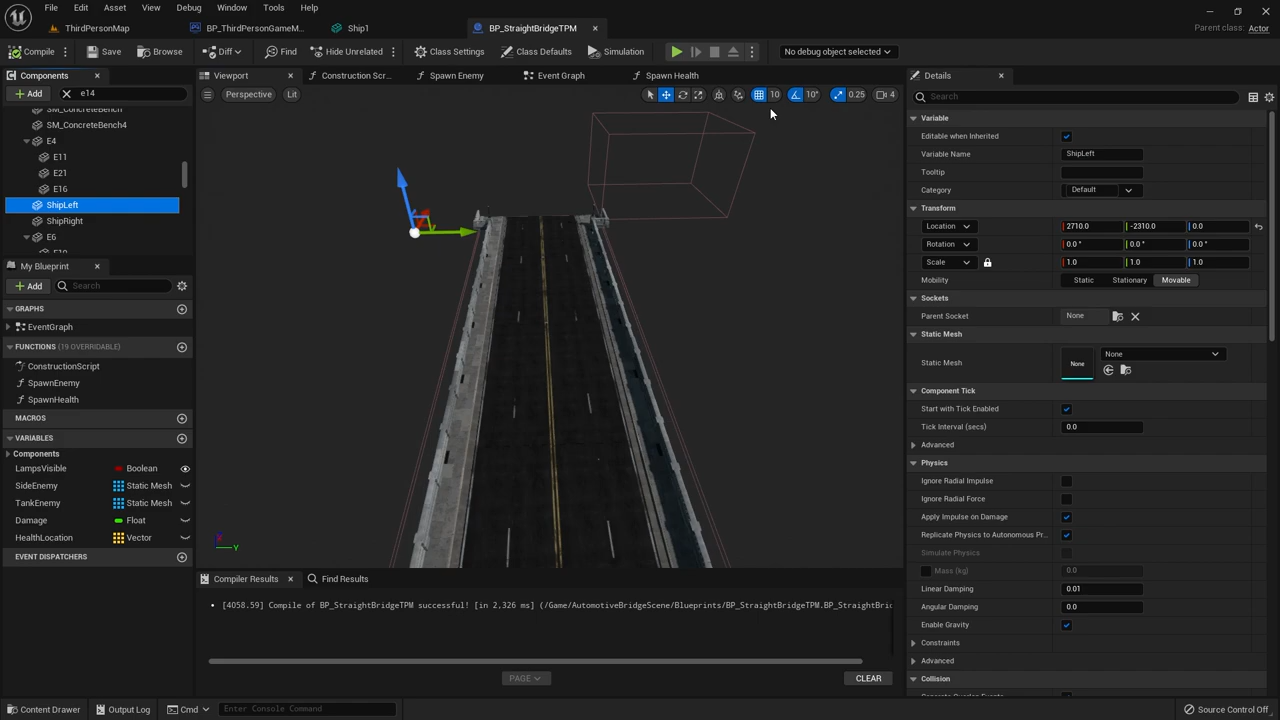 File Edit Asset View Debug Window Tools Help
ThirdPersonMap BP_ThirdPersonGameM... Ship1 BP_StraightBridgeTPM Parent class: Actor
Compile Save Browse Diff Find Hide Unrelated Class Settings Class Defaults Simulation No debug object selected
Components Viewport Construction Scr... Spawn Enemy Event Graph Spawn Health Details
Add e14 Perspective Lit 10 10° 0.25 4 Search
SM_ConcreteBench
SM_ConcreteBench4
E4
E11
E21
E16
ShipLeft
ShipRight
E6
My Blueprint
Add Search
GRAPHS
EventGraph
FUNCTIONS (19 OVERRIDABLE)
ConstructionScript
SpawnEnemy
SpawnHealth
MACROS
VARIABLES
Components
LampsVisible Boolean
SideEnemy Static Mesh
TankEnemy Static Mesh
Damage Float
HealthLocation Vector
EVENT DISPATCHERS
Y
Compiler Results Find Results
[4058.59] Compile of BP_StraightBridgeTPM successful! [in 2,326 ms] (/Game/AutomotiveBridgeScene/Blueprints/BP_StraightBridgeTPM.BP_StraightBri
PAGE CLEAR
Variable
Editable when Inherited
Variable Name ShipLeft
Tooltip
Category Default
Transform
Location 2710.0 -2310.0 0.0
Rotation 0.0° 0.0° 0.0°
Scale 1.0 1.0 1.0
Mobility Static Stationary Movable
Sockets
Parent Socket None
Static Mesh
Static Mesh None None
Component Tick
Start with Tick Enabled
Tick Interval (secs) 0.0
Advanced
Physics
Ignore Radial Impulse
Ignore Radial Force
Apply Impulse on Damage
Replicate Physics to Autonomous Pr...
Simulate Physics
Mass (kg) 0.0
Linear Damping 0.01
Angular Damping 0.0
Enable Gravity
Constraints
Advanced
Collision
Content Drawer Output Log Cmd Enter Console Command Source Control Off